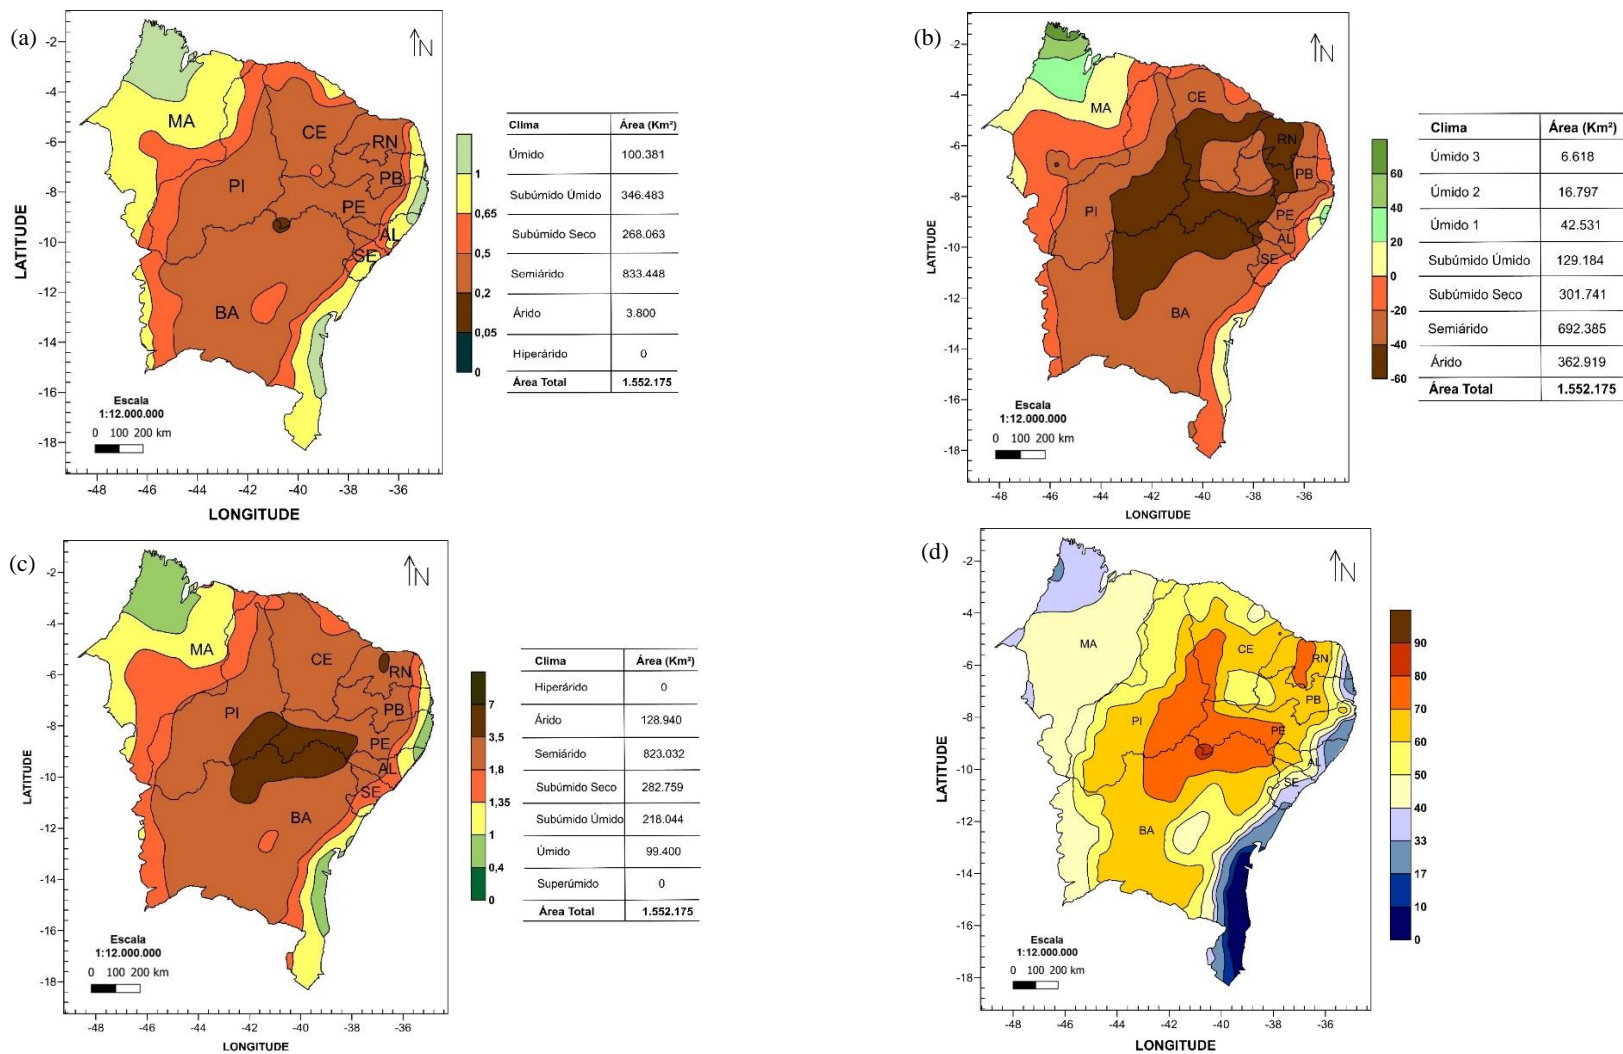 (a)
N
-2
-4
-6
-8
-10
-12
-14
-16
-18
LATITUDE
MA
CE
RN
PB
PI
PE
AL
SE
BA
Escala
1:12.000.000
0 100 200 km
-48 -46 -44 -42 -40 -38 -36
LONGITUDE
1
0,65
0,5
0,2
0,05
0
Clima Área (Km²)
Úmido 100.381
Subúmido Úmido 346.483
Subúmido Seco 268.063
Semiárido 833.448
Árido 3.800
Hiperárido 0
Área Total 1.552.175
(b)
N
-2
-4
-6
-8
-10
-12
-14
-16
-18
LATITUDE
MA
CE
RN
PB
PI
PE
AL
SE
BA
Escala
1:12.000.000
0 100 200 km
-48 -46 -44 -42 -40 -38 -36
LONGITUDE
60
40
20
0
-20
-40
-60
Clima Área (Km²)
Úmido 3 6.618
Úmido 2 16.797
Úmido 1 42.531
Subúmido Úmido 129.184
Subúmido Seco 301.741
Semiárido 692.385
Árido 362.919
Área Total 1.552.175
(c)
N
-2
-4
-6
-8
-10
-12
-14
-16
-18
LATITUDE
MA
CE
RN
PB
PI
PE
AL
SE
BA
Escala
1:12.000.000
0 100 200 km
-48 -46 -44 -42 -40 -38 -36
LONGITUDE
7
3,5
1,8
1,35
1
0,4
0
Clima Área (Km²)
Hiperárido 0
Árido 128.940
Semiárido 823.032
Subúmido Seco 282.759
Subúmido Úmido 218.044
Úmido 99.400
Superúmido 0
Área Total 1.552.175
(d)
N
-2
-4
-6
-8
-10
-12
-14
-16
-18
LATITUDE
MA
CE
RN
PB
PI
PE
AL
SE
BA
Escala
1:12.000.000
0 100 200 km
-48 -46 -44 -42 -40 -38 -36
LONGITUDE
90
80
70
60
50
40
33
17
10
0